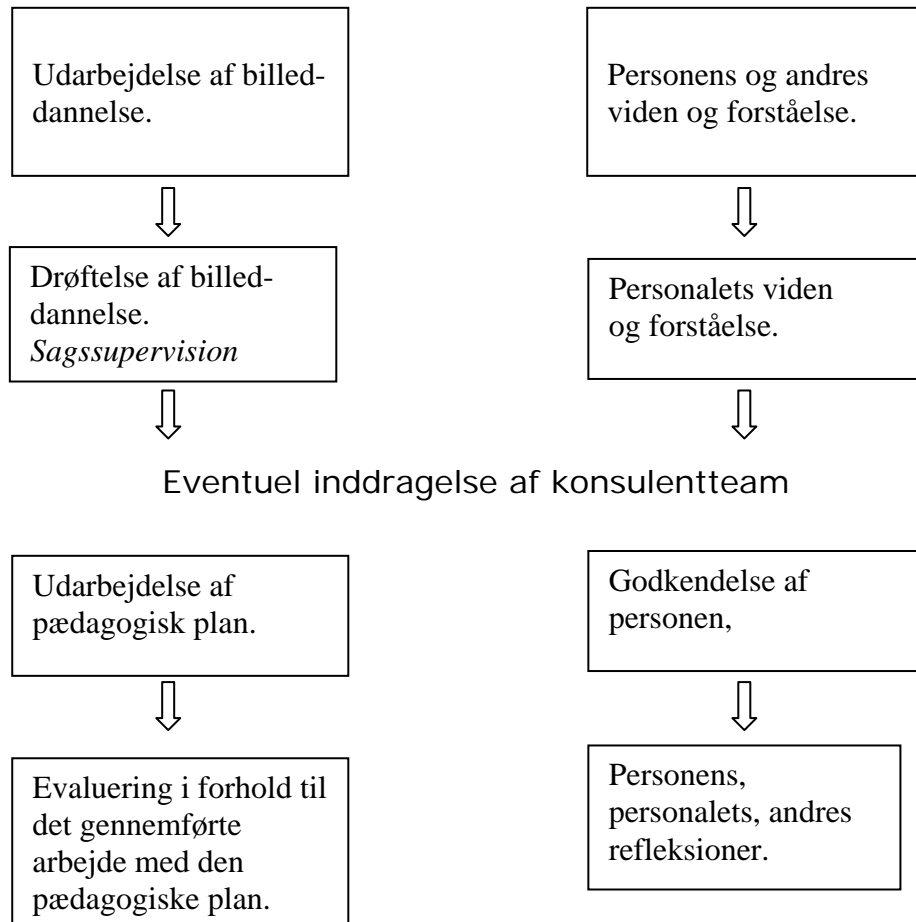 Udarbejdelse af billed-
dannelse.
Personens og andres
viden og forståelse.
Drøftelse af billed-
dannelse.
Sagssupervision
Personalets viden
og forståelse.
Eventuel inddragelse af konsulentteam
Udarbejdelse af
pædagogisk plan.
Godkendelse af
personen,
Evaluering i forhold til
det gennemførte
arbejde med den
pædagogiske plan.
Personens,
personalets, andres
refleksioner.